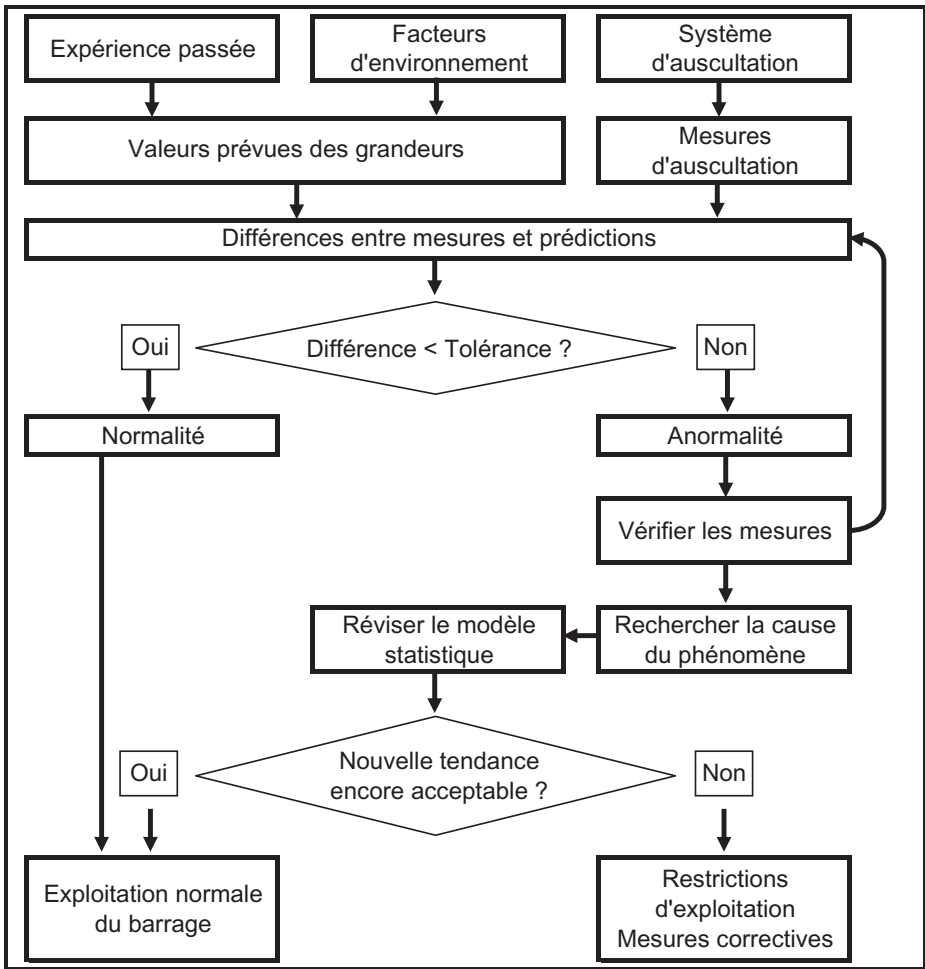 Expérience passée
Facteurs
d'environnement
Système
d'auscultation
Valeurs prévues des grandeurs
Mesures
d'auscultation
Différences entre mesures et prédictions
Oui
Différence < Tolérance ?
Non
Normalité
Anormalité
Vérifier les mesures
Réviser le modèle
statistique
Rechercher la cause
du phénomène
Oui
Nouvelle tendance
encore acceptable ?
Non
Exploitation normale
du barrage
Restrictions
d'exploitation
Mesures correctives